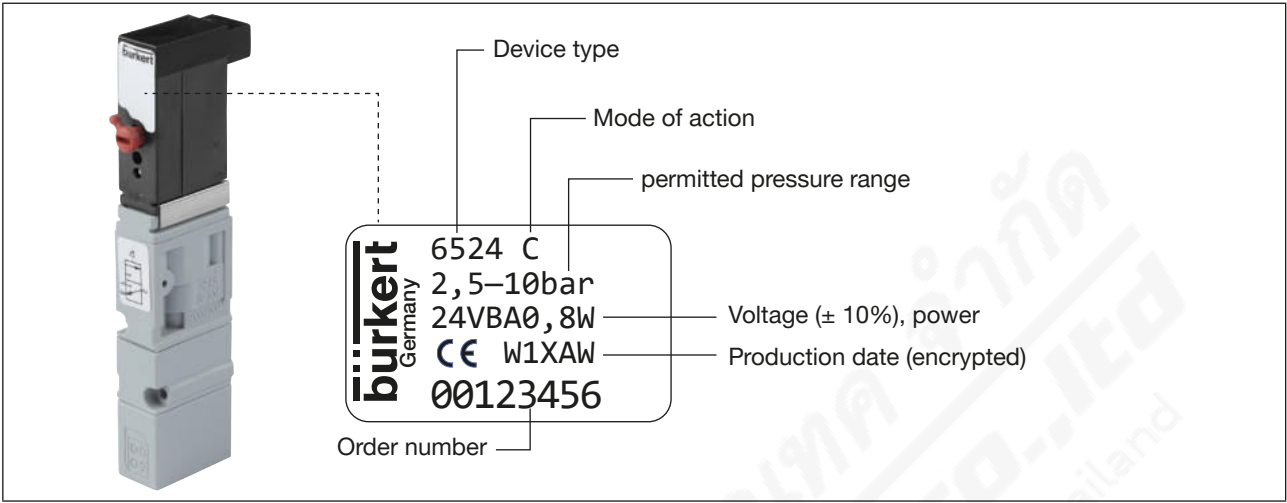 burkert
Device type
Mode of action
permitted pressure range
bürkert
Germany
6524 C
2,5–10bar
24VBA0,8W
CE W1XAW
00123456
Voltage (± 10%), power
Production date (encrypted)
Order number